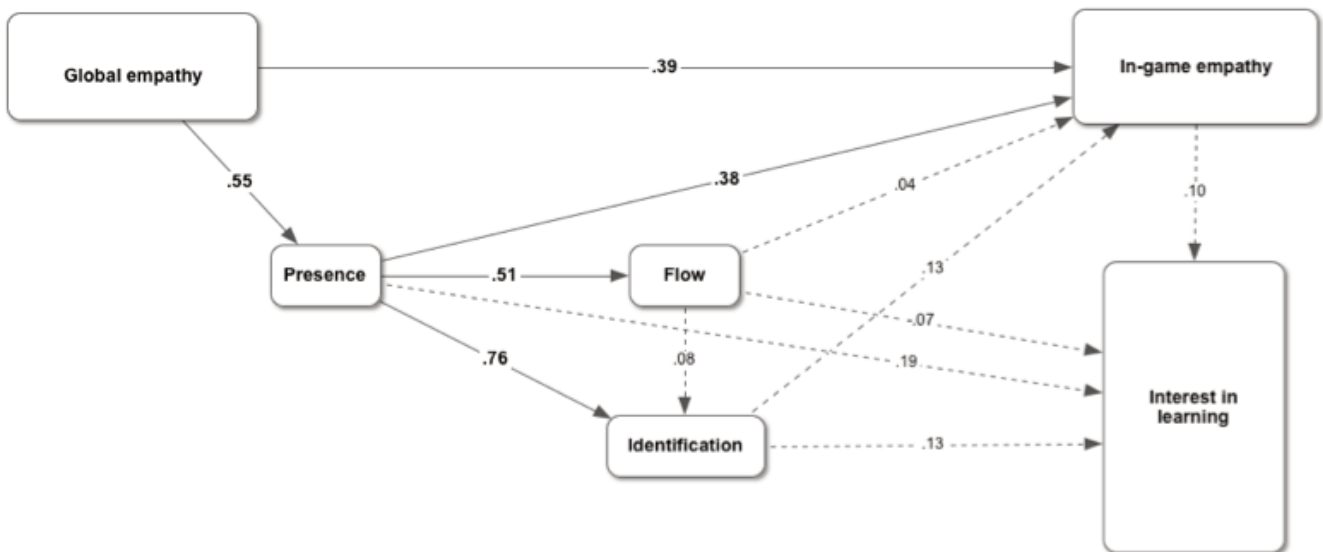 Global empathy
.39
In-game empathy
.55
.38
.04
.10
.13
Presence
.51
Flow
.07
.76
.08
.19
Interest in
learning
Identification
.13